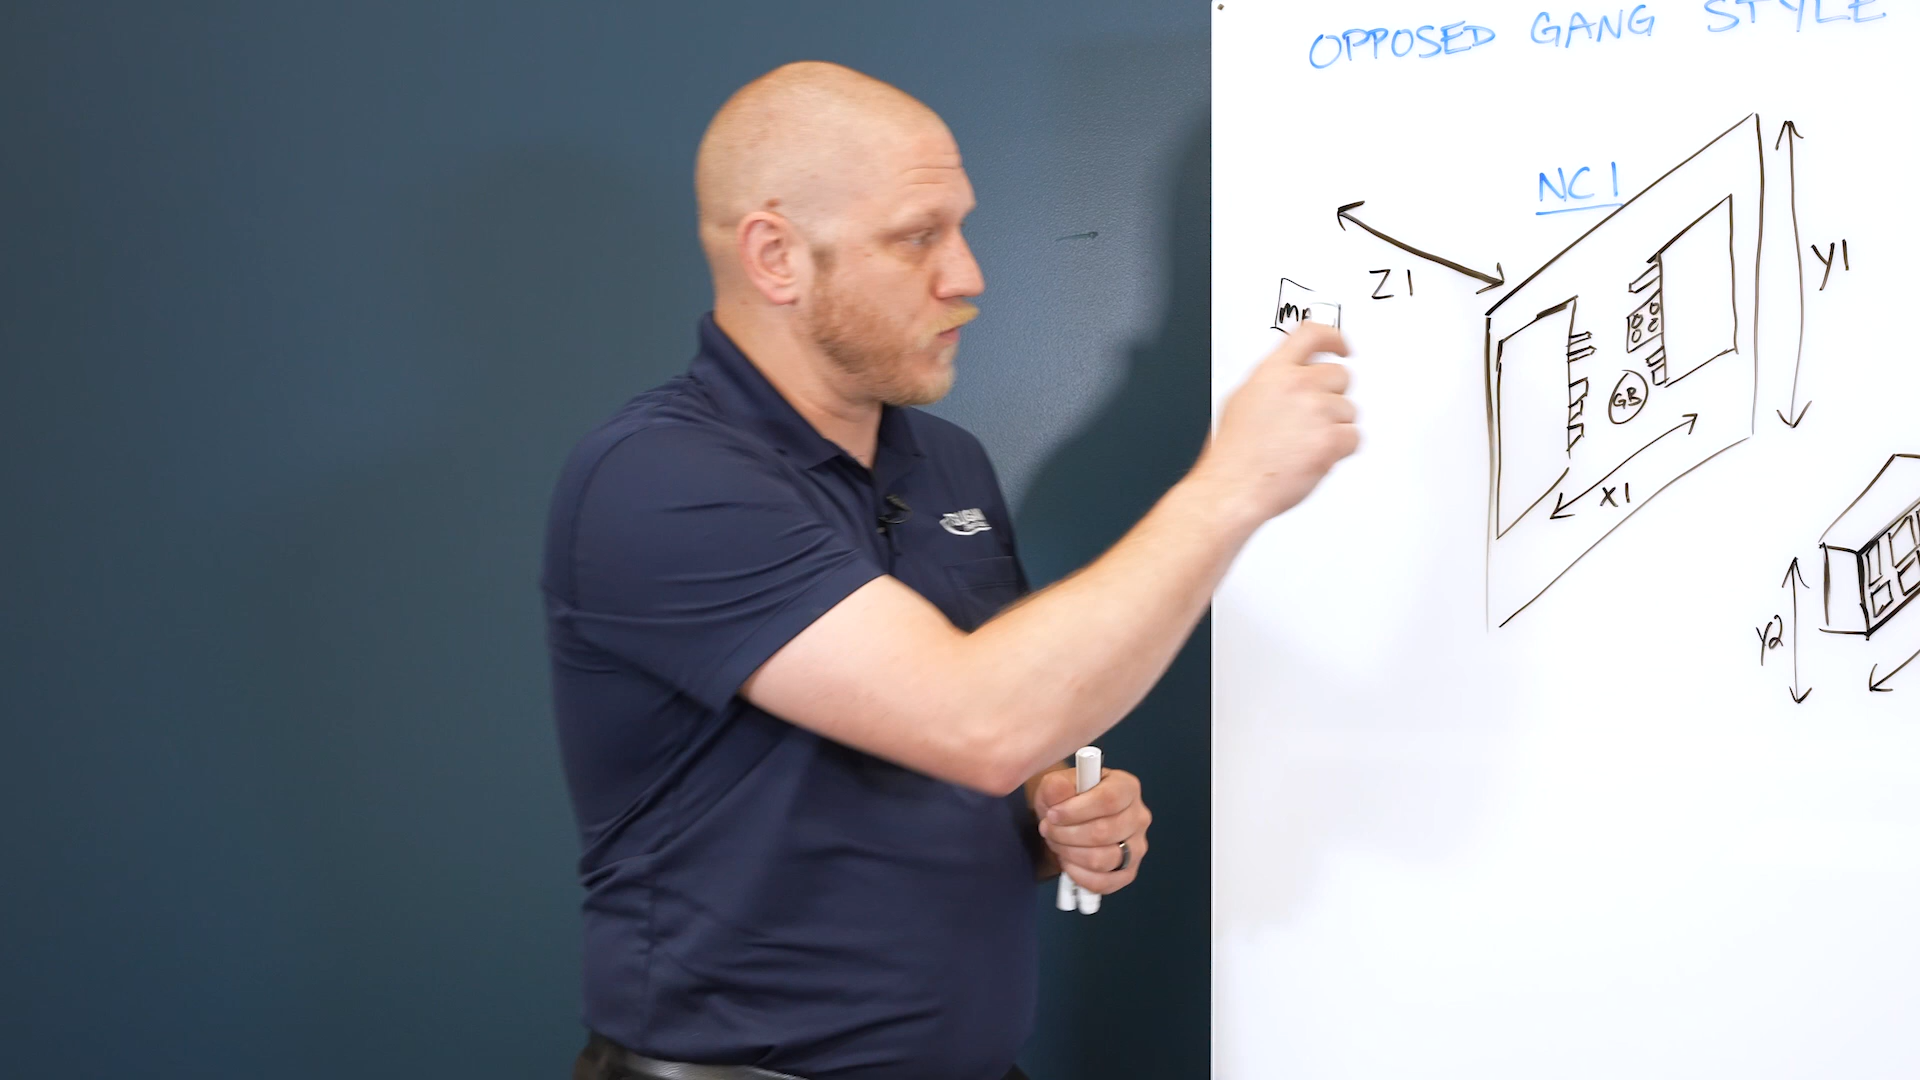 OPPOSED GANG STYLE
NC1
Z1
Y1
GB
X1
Y2